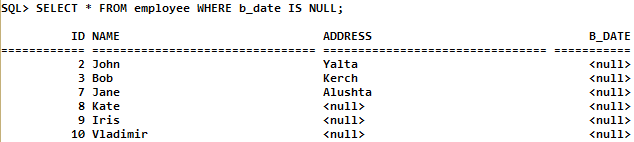 SQL> SELECT * FROM employee WHERE b_date IS NULL;
ID NAME ADDRESS B_DATE
============ =============================== =============================== ===========
2 John Yalta <null>
3 Bob Kerch <null>
7 Jane Alushta <null>
8 Kate <null> <null>
9 Iris <null> <null>
10 Vladimir <null> <null>